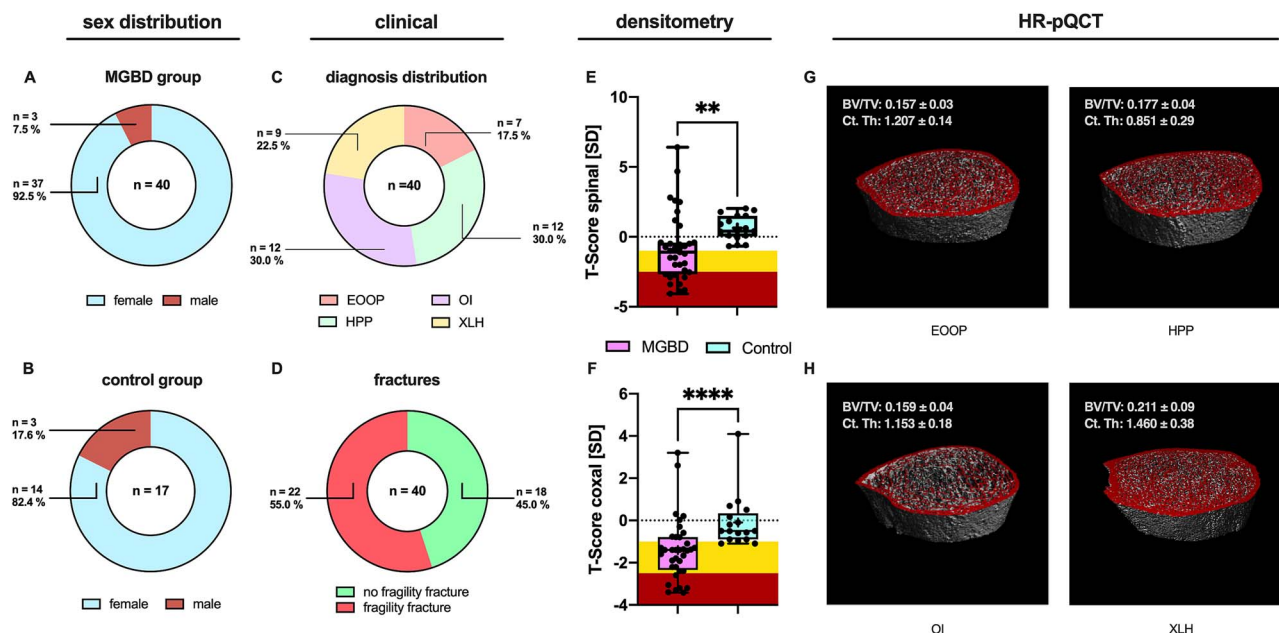 sex distribution
clinical
densitometry
HR-pQCT
A
MGBD group
n = 3
7.5 %
n = 37
92.5 %
n = 40
female
male
C
diagnosis distribution
n = 9
22.5 %
n = 7
17.5 %
n =40
n = 12
30.0 %
n = 12
30.0 %
EOOP
OI
HPP
XLH
E
T-Score spinal [SD]
10
5
0
-5
**
MGBD
Control
G
BV/TV: 0.157 ± 0.03
Ct. Th: 1.207 ± 0.14
EOOP
BV/TV: 0.177 ± 0.04
Ct. Th: 0.851 ± 0.29
HPP
B
control group
n = 3
17.6 %
n = 14
82.4 %
n = 17
female
male
D
fractures
n = 22
55.0 %
n = 40
n = 18
45.0 %
no fragility fracture
fragility fracture
F
T-Score coxal [SD]
6
4
2
0
-2
-4
****
H
BV/TV: 0.159 ± 0.04
Ct. Th: 1.153 ± 0.18
OI
BV/TV: 0.211 ± 0.09
Ct. Th: 1.460 ± 0.38
XLH